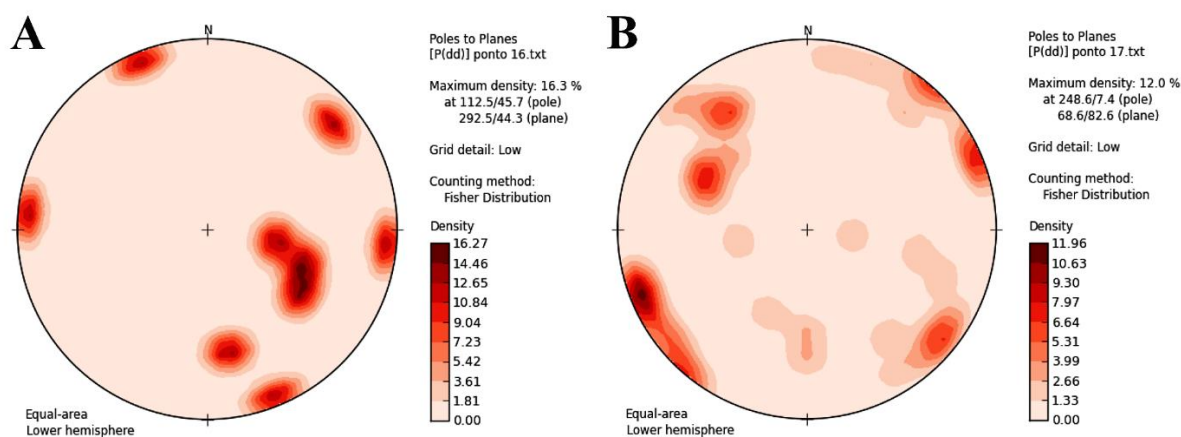 A
N
Poles to Planes
[P(dd)] ponto 16.txt
Maximum density: 16.3 %
at 112.5/45.7 (pole)
292.5/44.3 (plane)
Grid detail: Low
Counting method:
Fisher Distribution
Density
16.27
14.46
12.65
10.84
9.04
7.23
5.42
3.61
1.81
0.00
Equal-area
Lower hemisphere
B
N
Poles to Planes
[P(dd)] ponto 17.txt
Maximum density: 12.0 %
at 248.6/7.4 (pole)
68.6/82.6 (plane)
Grid detail: Low
Counting method:
Fisher Distribution
Density
11.96
10.63
9.30
7.97
6.64
5.31
3.99
2.66
1.33
0.00
Equal-area
Lower hemisphere